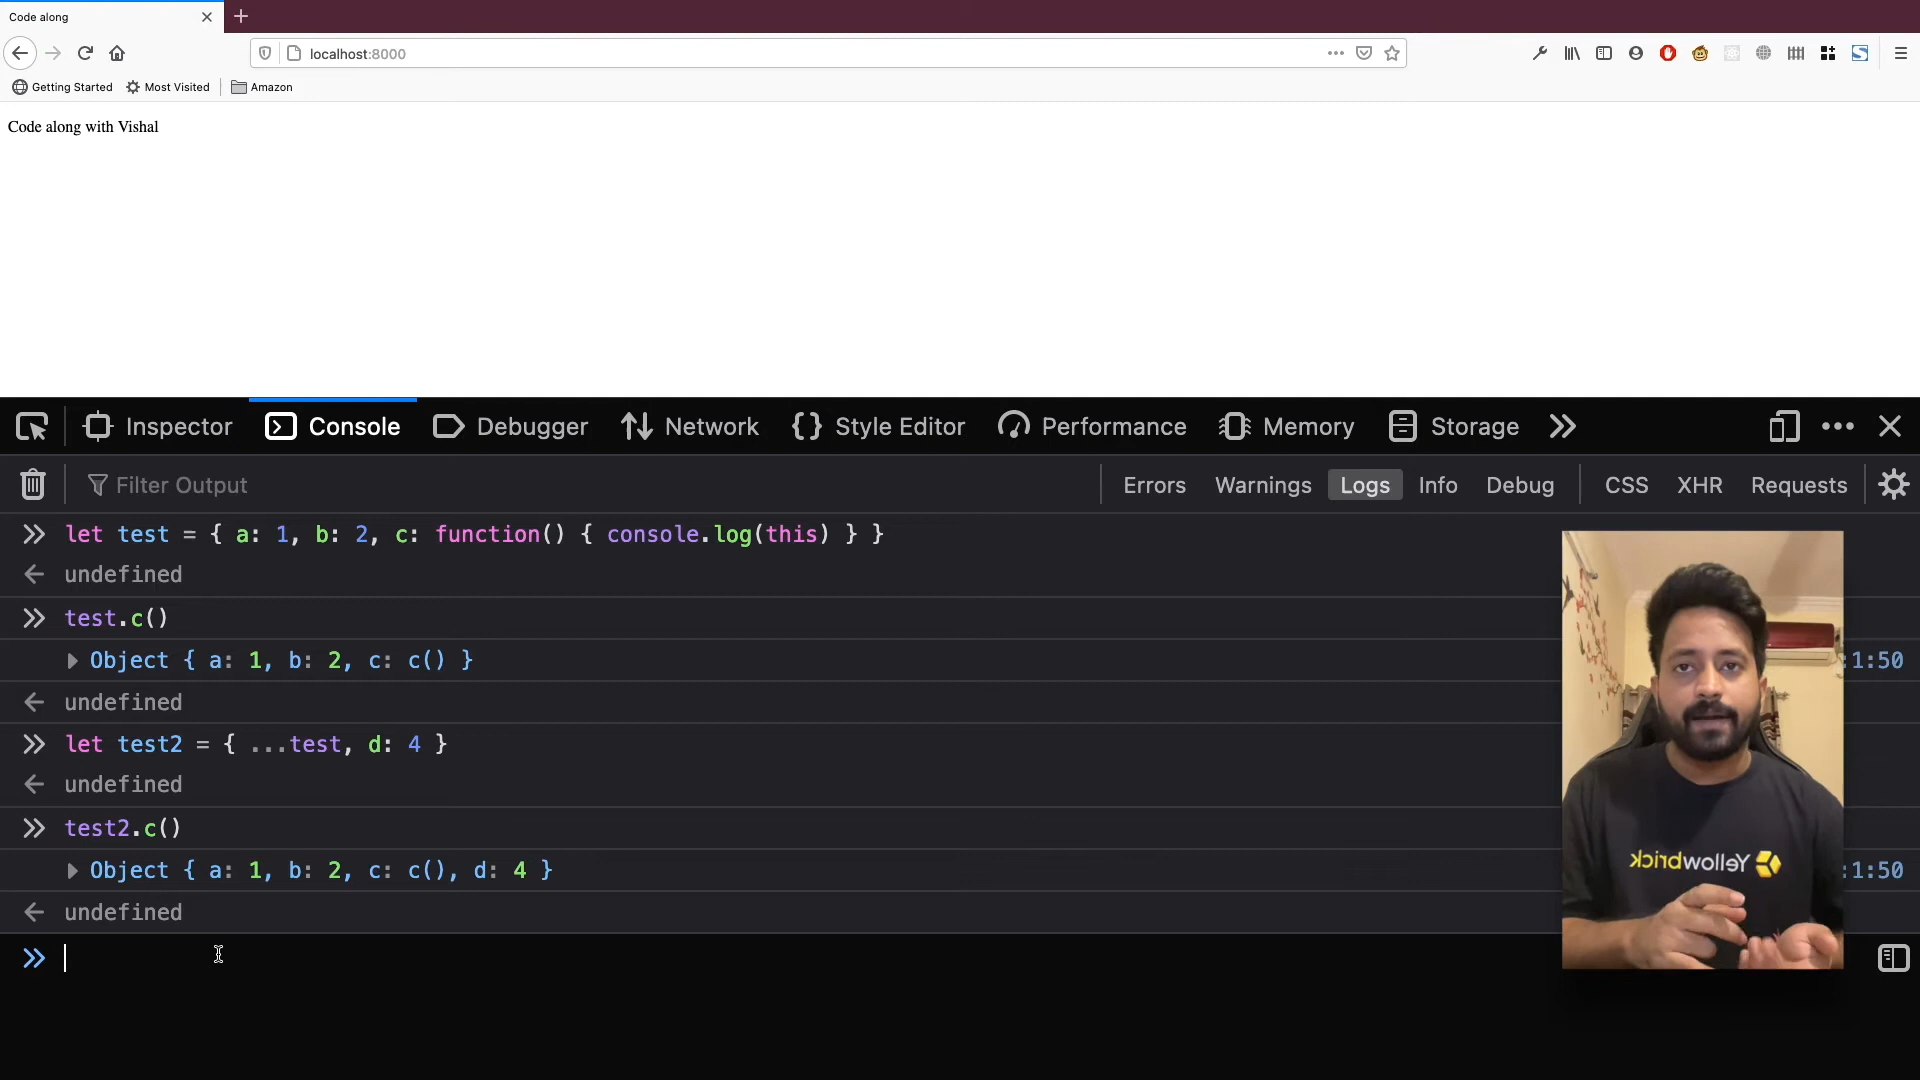 Code along
localhost:8000
Getting Started Most Visited Amazon
Code along with Vishal
Inspector Console Debugger Network Style Editor Performance Memory Storage
Filter Output Errors Warnings Logs Info Debug CSS XHR Requests
let test = { a: 1, b: 2, c: function() { console.log(this) } }
undefined
test.c()
Object { a: 1, b: 2, c: c() } :1:50
undefined
let test2 = { ...test, d: 4 }
undefined
test2.c()
Object { a: 1, b: 2, c: c(), d: 4 } :1:50
undefined
Yellowbrick